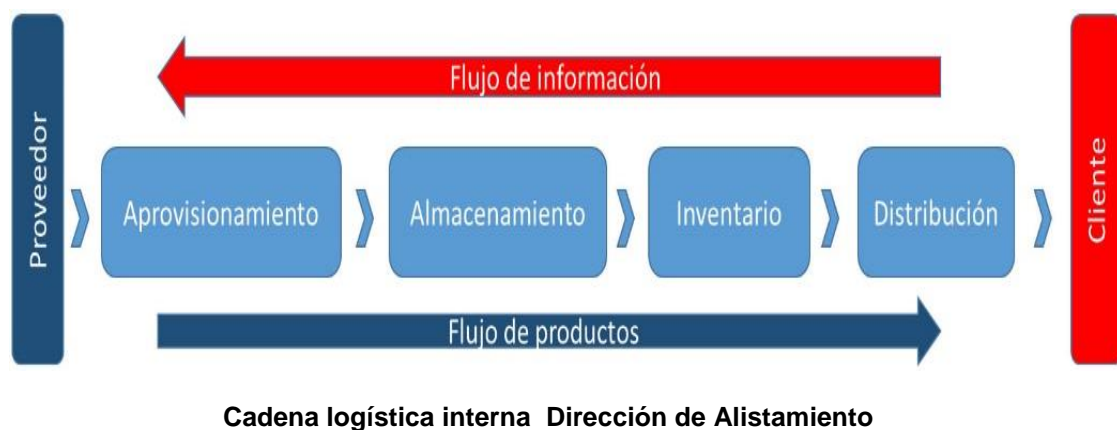 Proveedor
Flujo de información
Aprovisionamiento
Almacenamiento
Inventario
Distribución
Flujo de productos
Cliente
Cadena logística interna  Dirección de Alistamiento